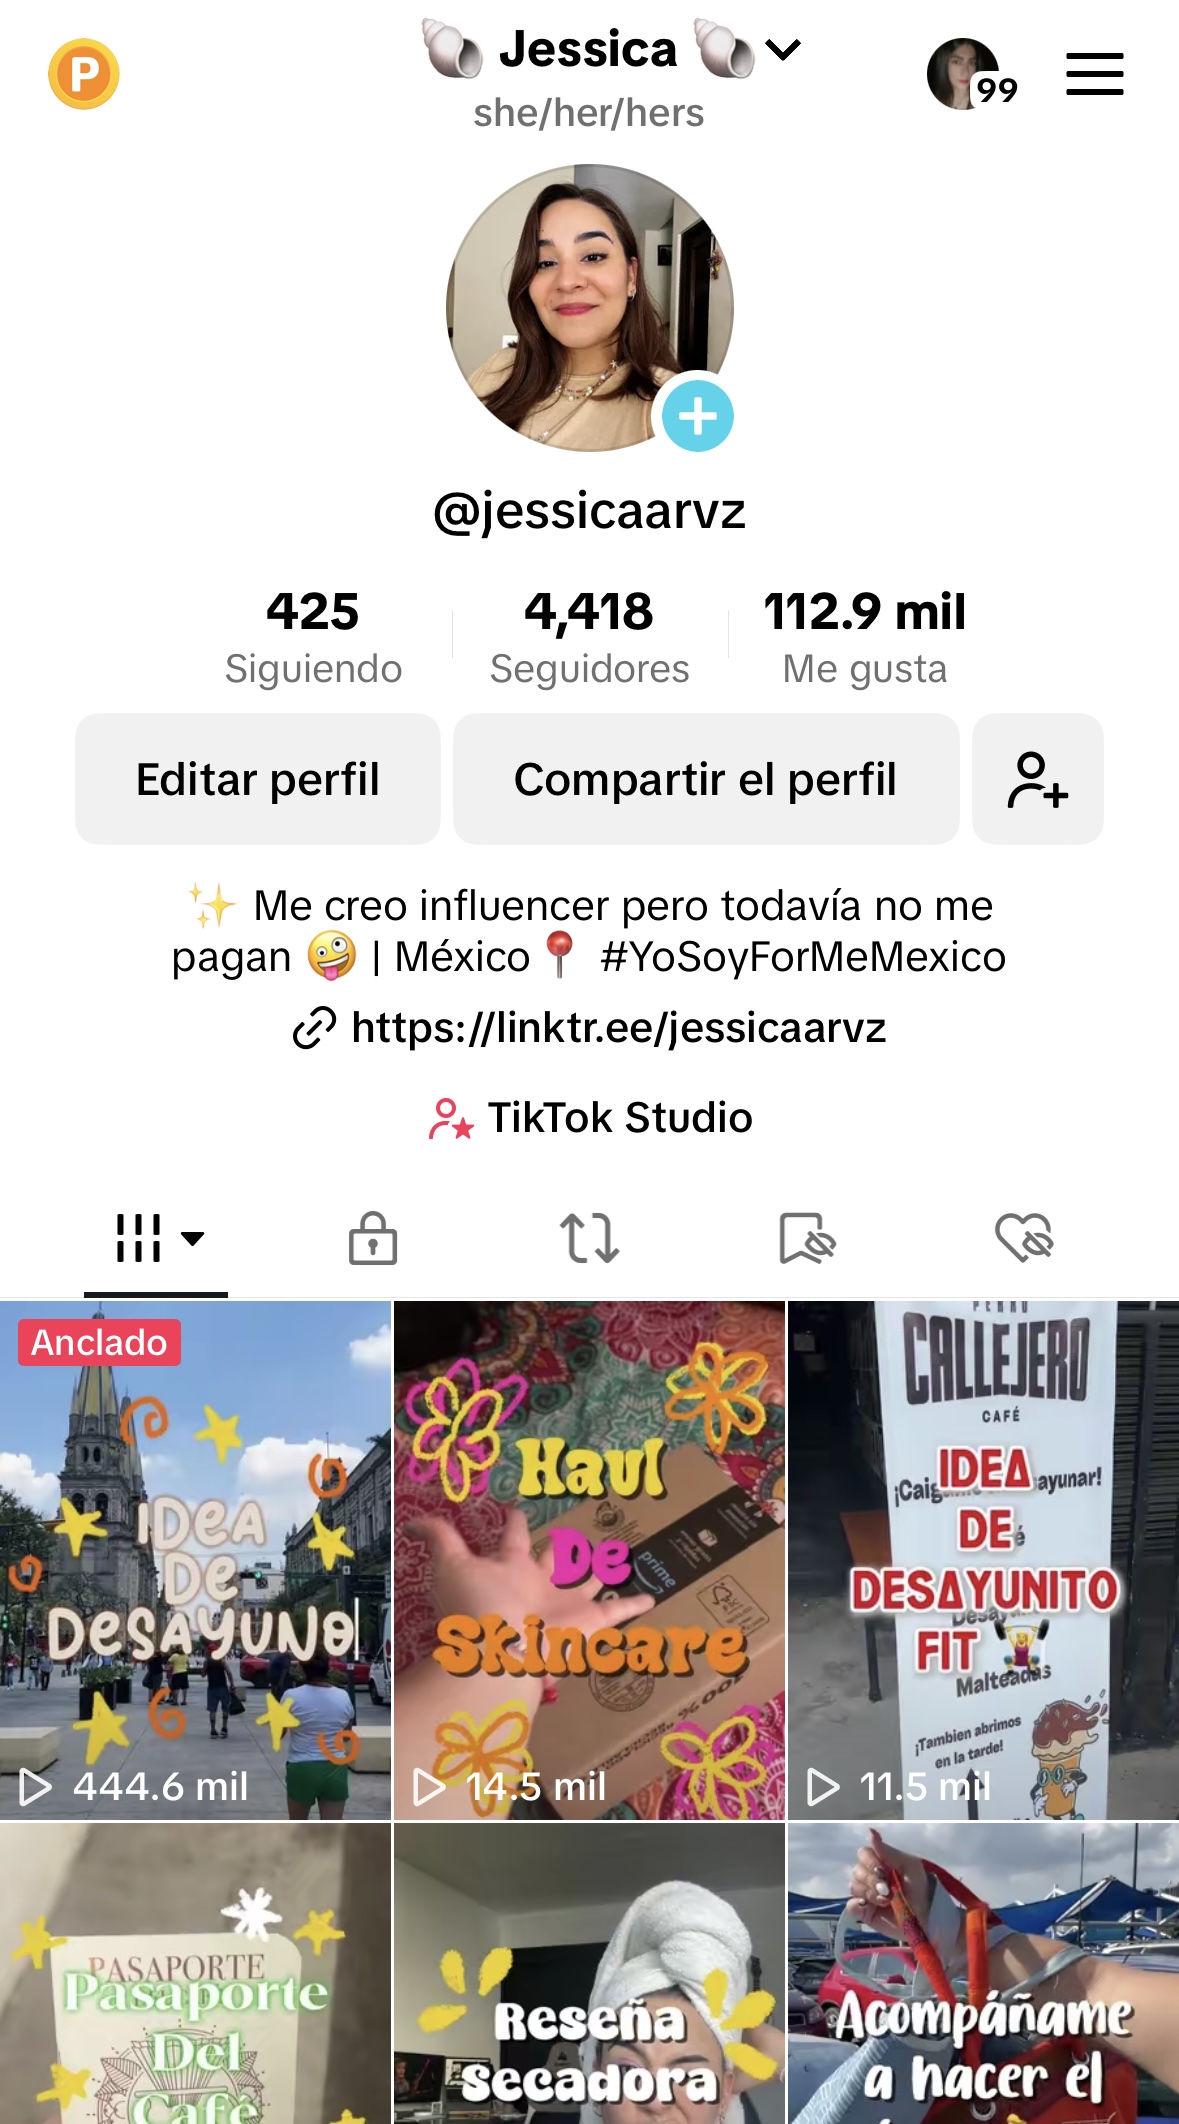 P
🐚 Jessica 🐚
99
she/her/hers
@jessicaarvz
425
4,418
112.9 mil
Siguiendo
Seguidores
Me gusta
Editar perfil
Compartir el perfil
✨ Me creo influencer pero todavía no me
pagan 🤪 | México📍 #YoSoyForMeMexico
https://linktr.ee/jessicaarvz
TikTok Studio
Anclado
IDEA
DE
DESAYUNO
444.6 mil
Haul
De
Skincare
prime
14.5 mil
PERRO
CALLEJERO
CAFÉ
¡Caig
ayunar!
IDEA
DE
DESAYUNITO
FIT
Malteadas
¡Tambien abrimos
en la tarde!
11.5 mil
PASAPORTE
Pasaporte
Del
Café
Reseña
Secadora
Acompáñame
a hacer el